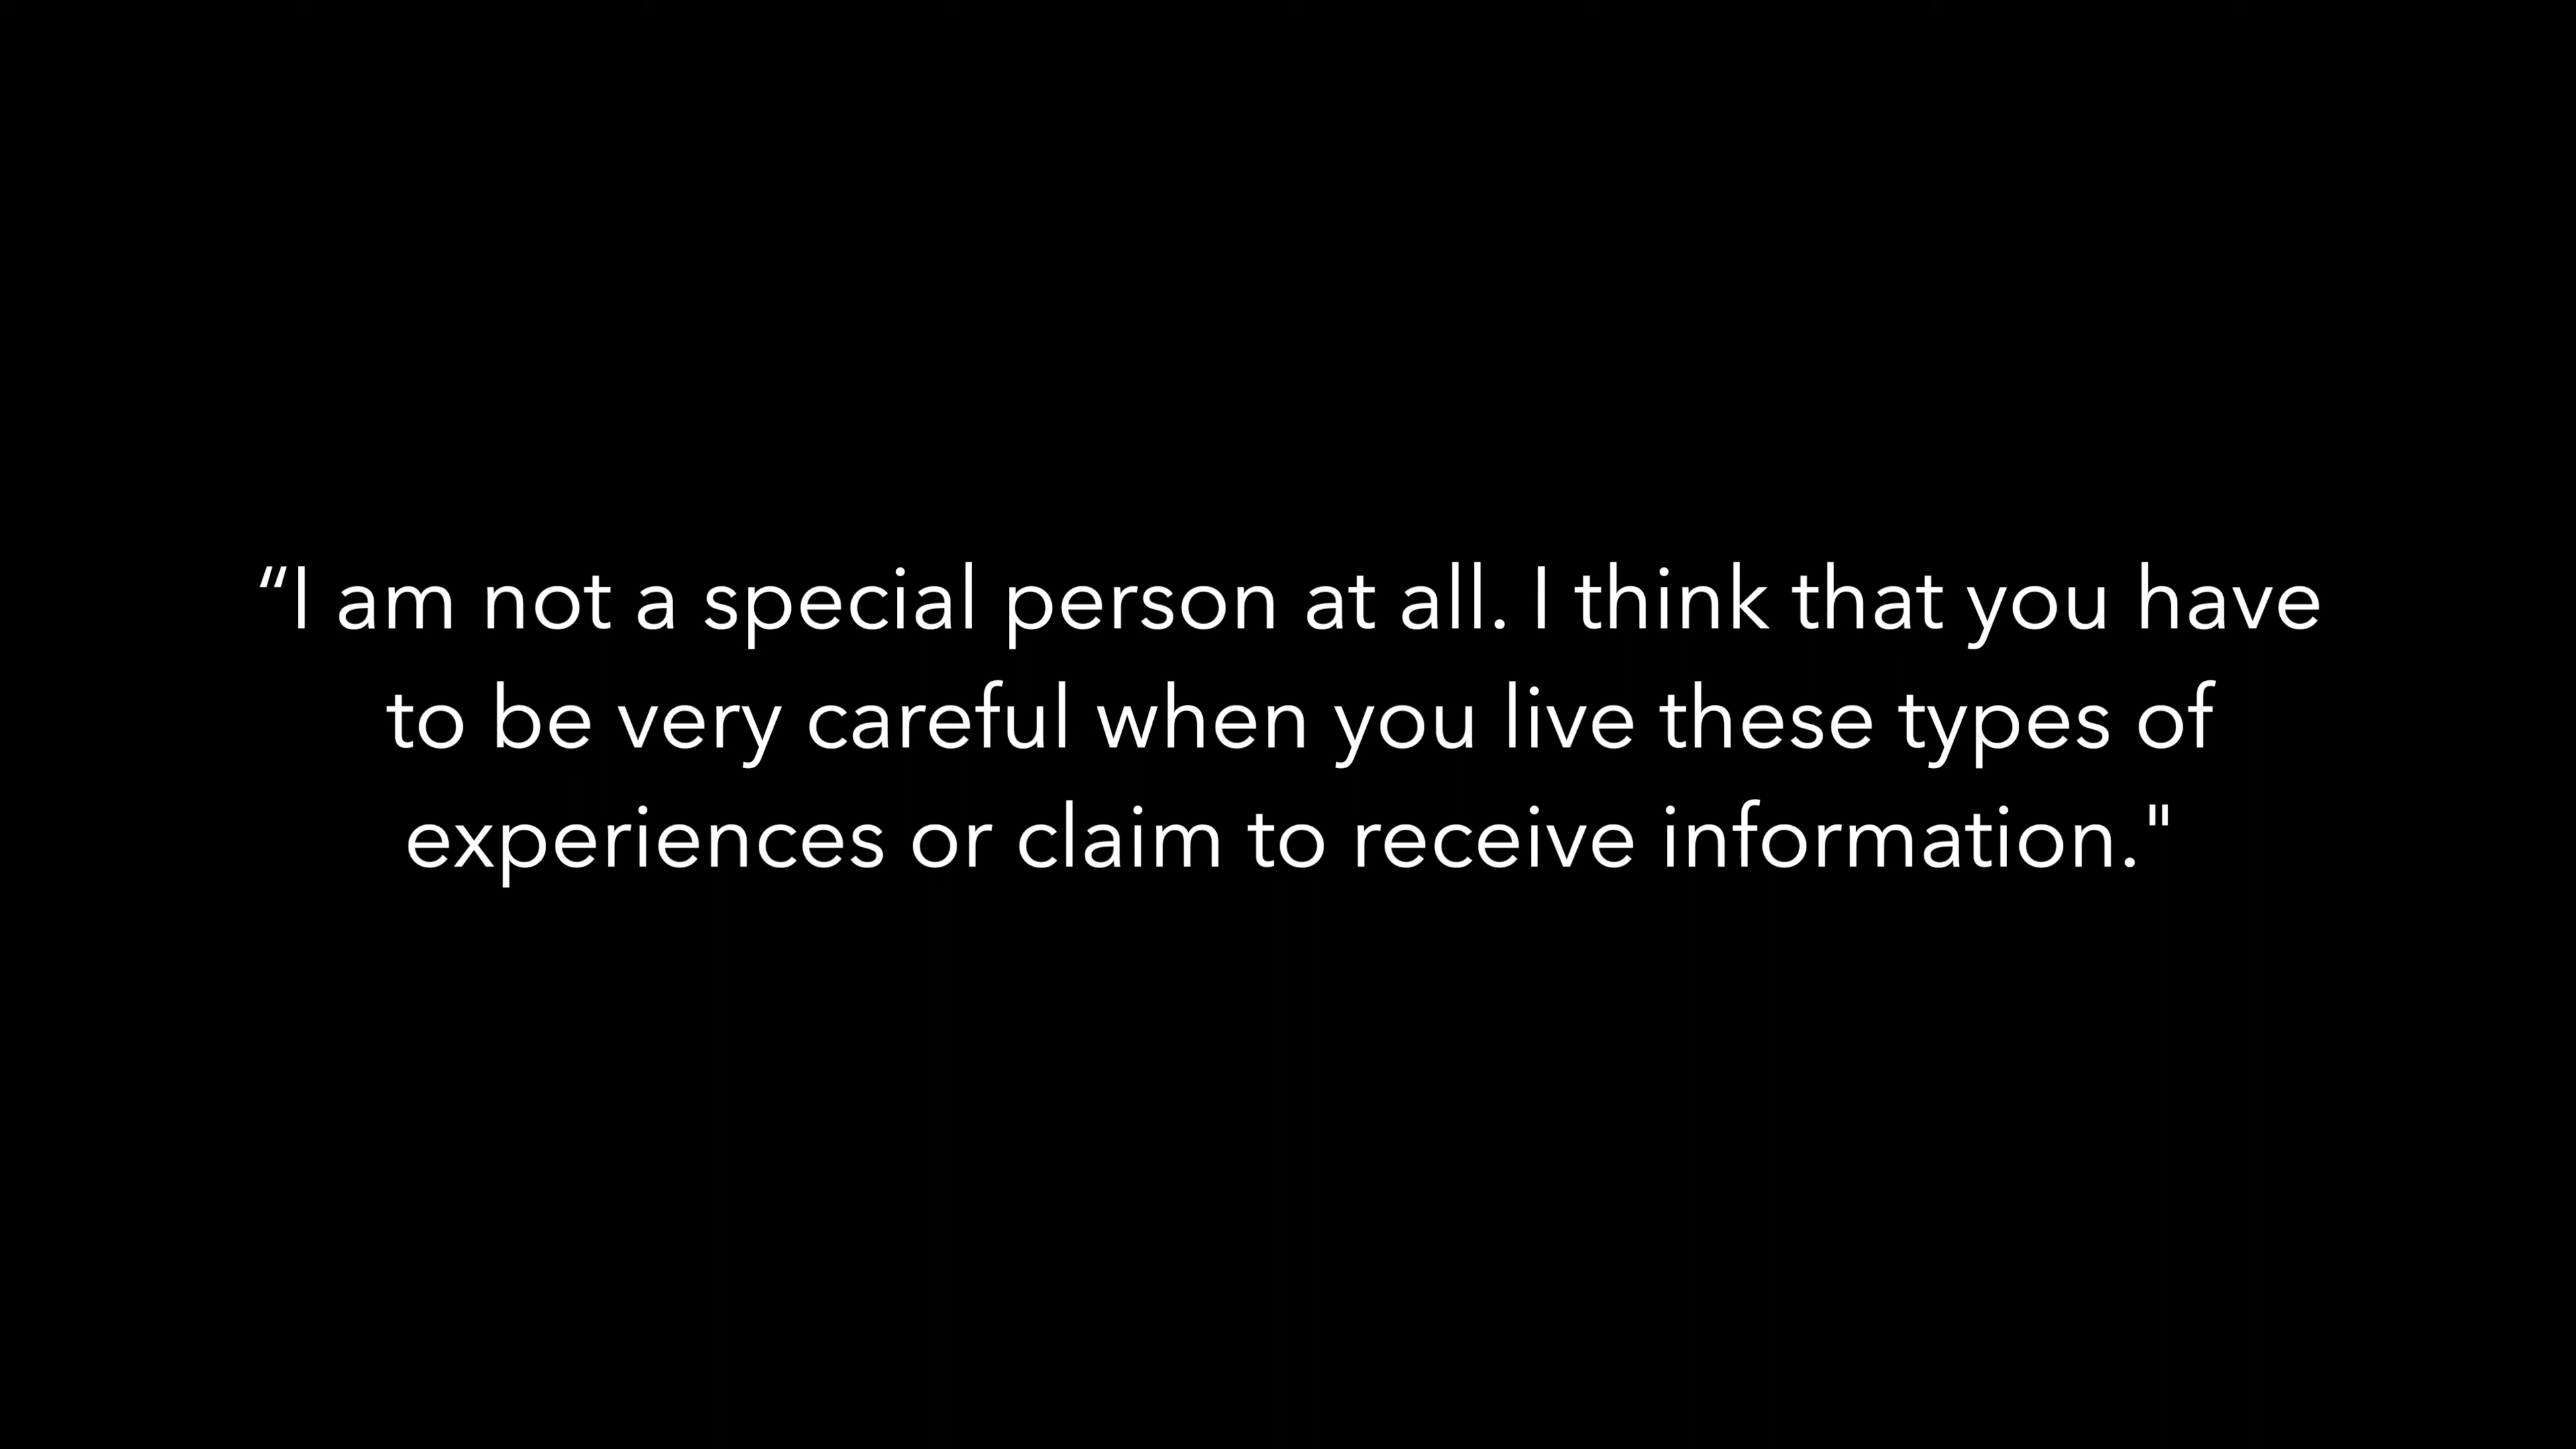 “I am not a special person at all. I think that you have
to be very careful when you live these types of
experiences or claim to receive information."